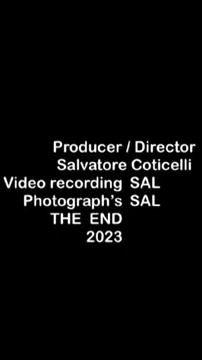 Producer / Director
Salvatore Coticelli
Video recording SAL
Photograph's SAL
THE END
2023